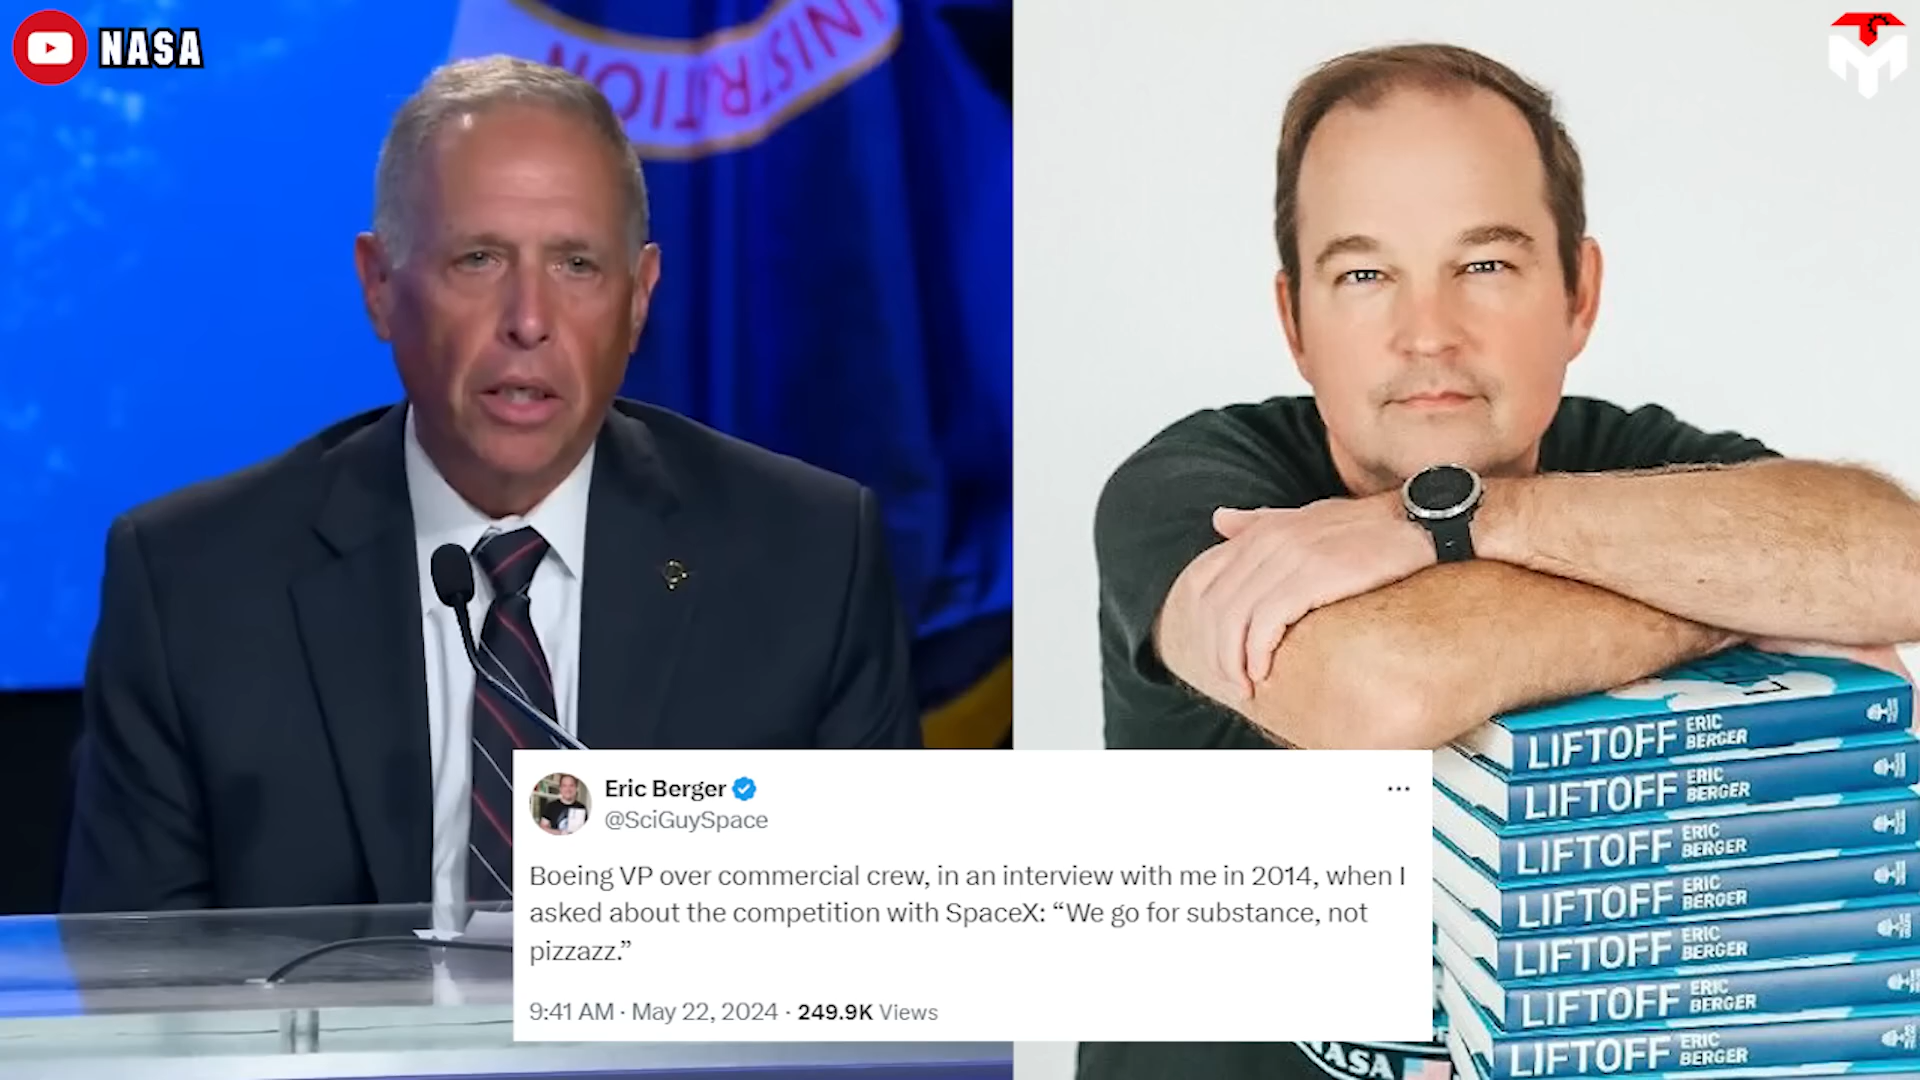 NASA
NISTRATION
Eric Berger
@SciGuySpace
Boeing VP over commercial crew, in an interview with me in 2014, when I
asked about the competition with SpaceX: “We go for substance, not
pizzazz.”
9:41 AM · May 22, 2024 · 249.9K Views
LIFTOFF ERIC BERGER
LIFTOFF ERIC BERGER
LIFTOFF ERIC BERGER
LIFTOFF ERIC BERGER
LIFTOFF ERIC BERGER
LIFTOFF ERIC BERGER
LIFTOFF ERIC BERGER
NASA